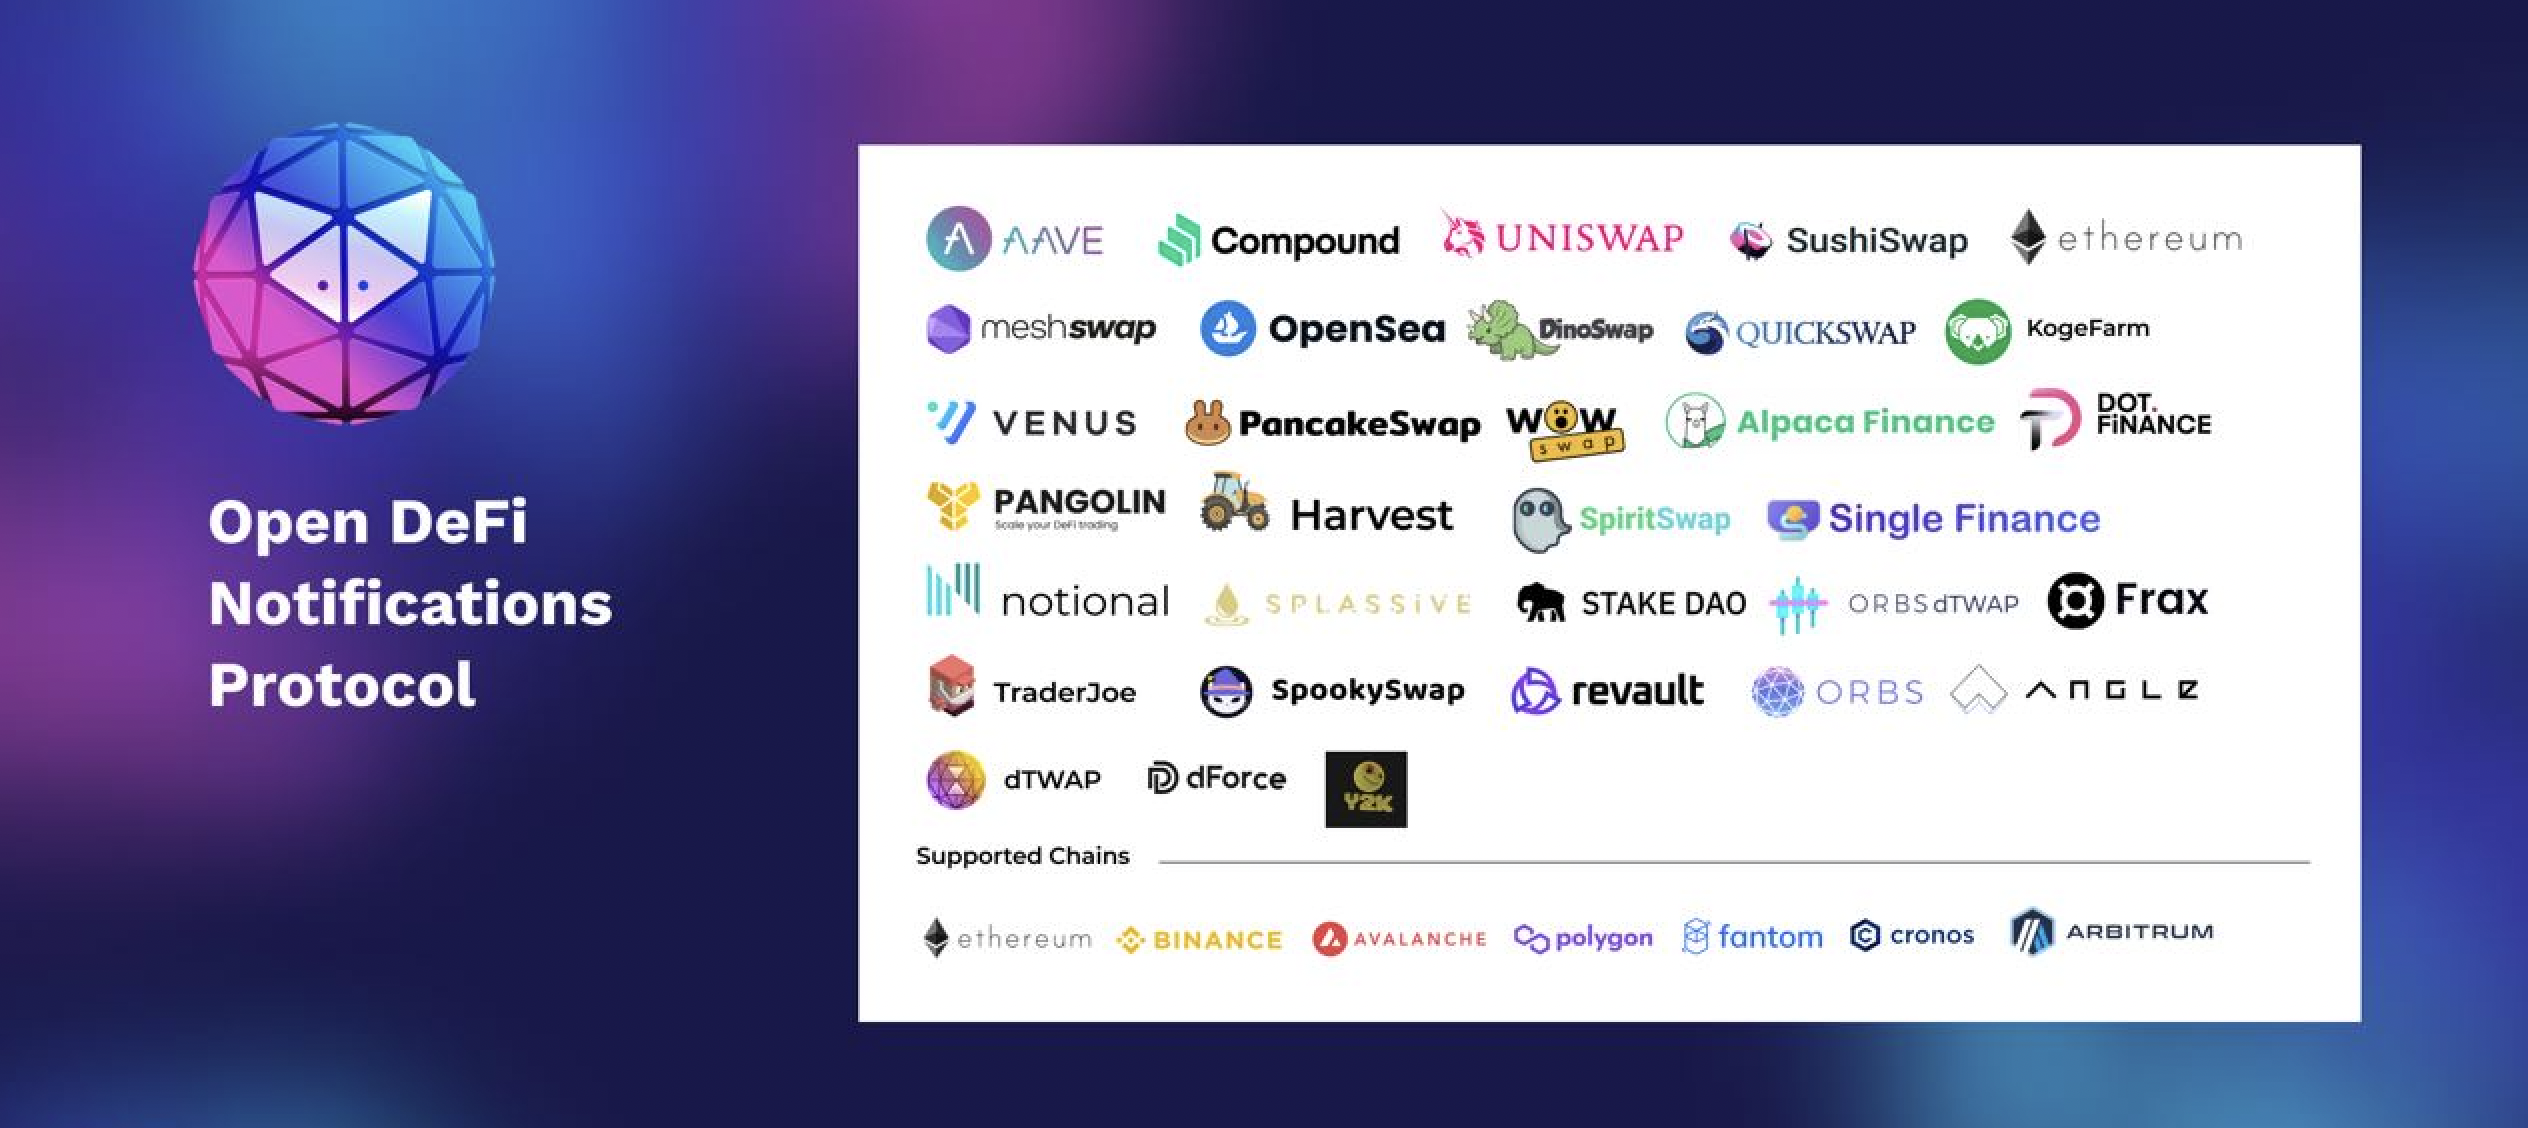 Open DeFi
Notifications
Protocol
AAVE Compound UNISWAP SushiSwap ethereum
meshswap OpenSea DinoSwap QUICKSWAP KogeFarm
VENUS PancakeSwap WOW swap Alpaca Finance DOT. FiNANCE
PANGOLIN Scale your DeFi trading Harvest SpiritSwap Single Finance
notional SPLASSiVE STAKE DAO ORBS dTWAP Frax
TraderJoe SpookySwap revault ORBS ANGLE
dTWAP dForce Y2K
Supported Chains
ethereum BINANCE AVALANCHE polygon fantom cronos ARBITRUM